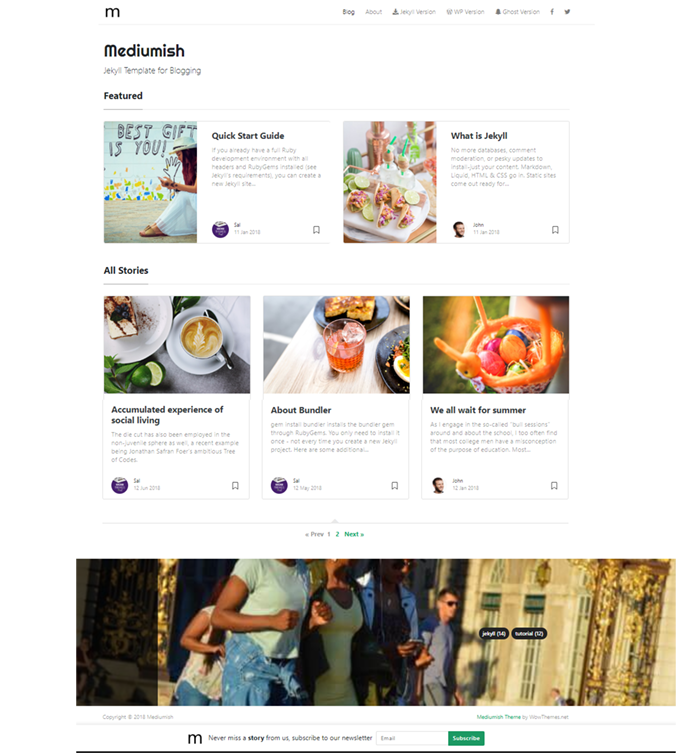 m
Blog About Jekyll Version WP Version Ghost Version
Mediumish
Jekyll Template for Blogging
Featured
BEST GIFT
IS YOU!
Quick Start Guide
If you already have a full Ruby
development environment with all
headers and RubyGems installed (see
Jekyll's requirements), you can create a
new Jekyll site...
Sal
11 Jan 2018
What is Jekyll
No more databases, comment
moderation, or pesky updates to
install-just your content. Markdown,
Liquid, HTML & CSS go in. Static sites
come out ready for...
John
11 Jan 2018
All Stories
Accumulated experience of
social living
The die cut has also been employed in the
non-juvenile sphere as well, a recent example
being Jonathan Safran Foer's ambitious Tree
of Codes.
Sal
12 Jun 2018
About Bundler
gem install bundler installs the bundler gem
through RubyGems. You only need to install it
once - not every time you create a new Jekyll
project. Here are some additional...
Sal
12 May 2018
We all wait for summer
As I engage in the so-called "bull sessions"
around and about the school, I too often find
that most college men have a misconception
of the purpose of education. Most...
John
12 Jan 2018
« Prev 1 2 Next »
jekyll (14) tutorial (12)
Copyright © 2018 Mediumish
Mediumish Theme by WowThemes.net
m Never miss a story from us, subscribe to our newsletter Email Subscribe